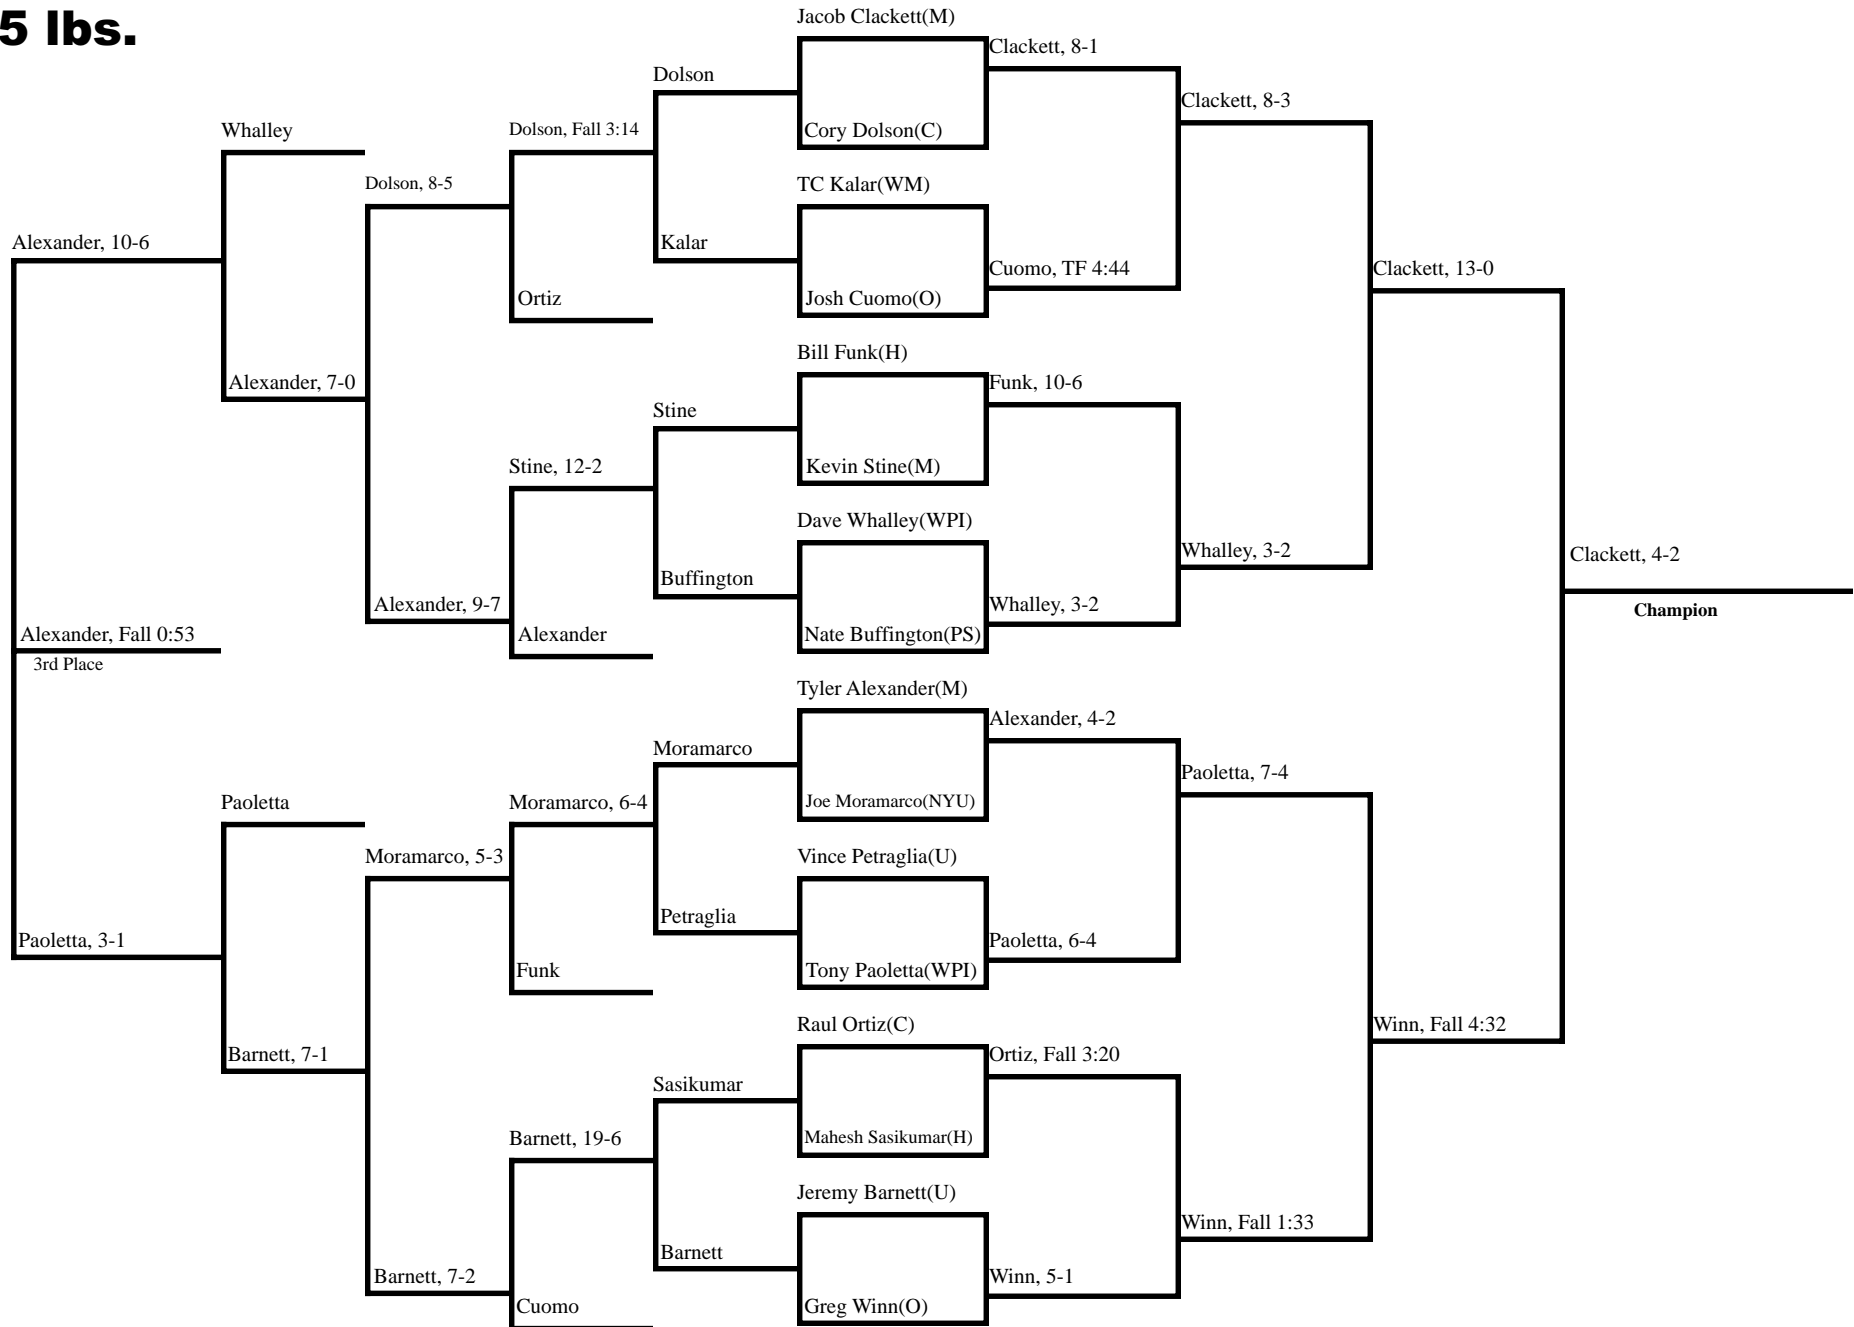 5 lbs.
Jacob Clackett(M)
Clackett, 8-1
Dolson
Clackett, 8-3
Whalley
Dolson, Fall 3:14
Cory Dolson(C)
Dolson, 8-5
TC Kalar(WM)
Alexander, 10-6
Kalar
Cuomo, TF 4:44
Clackett, 13-0
Ortiz
Josh Cuomo(O)
Bill Funk(H)
Alexander, 7-0
Funk, 10-6
Stine
Stine, 12-2
Kevin Stine(M)
Dave Whalley(WPI)
Whalley, 3-2
Clackett, 4-2
Buffington
Alexander, 9-7
Whalley, 3-2
Champion
Alexander, Fall 0:53
Alexander
Nate Buffington(PS)
3rd Place
Tyler Alexander(M)
Alexander, 4-2
Moramarco
Paoletta, 7-4
Paoletta
Moramarco, 6-4
Joe Moramarco(NYU)
Moramarco, 5-3
Vince Petraglia(U)
Petraglia
Paoletta, 3-1
Paoletta, 6-4
Funk
Tony Paoletta(WPI)
Raul Ortiz(C)
Winn, Fall 4:32
Barnett, 7-1
Ortiz, Fall 3:20
Sasikumar
Barnett, 19-6
Mahesh Sasikumar(H)
Jeremy Barnett(U)
Winn, Fall 1:33
Barnett
Barnett, 7-2
Winn, 5-1
Cuomo
Greg Winn(O)